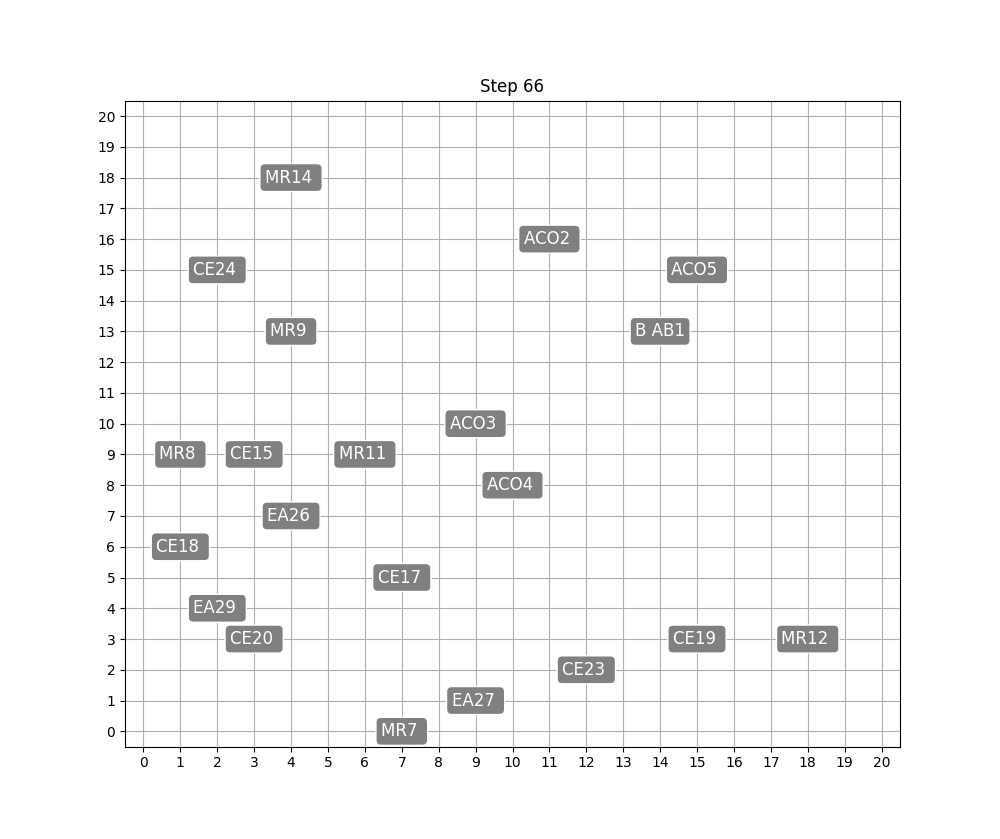 Step 66
20
19
18 MR14
17
16 ACO2
15 CE24 ACO5
14
13 MR9 B AB1
12
11
10 ACO3
9 MR8 CE15 MR11
8 ACO4
7 EA26
6 CE18
5 CE17
4 EA29
3 CE20 CE19 MR12
2 CE23
1 EA27
0 MR7
0 1 2 3 4 5 6 7 8 9 10 11 12 13 14 15 16 17 18 19 20